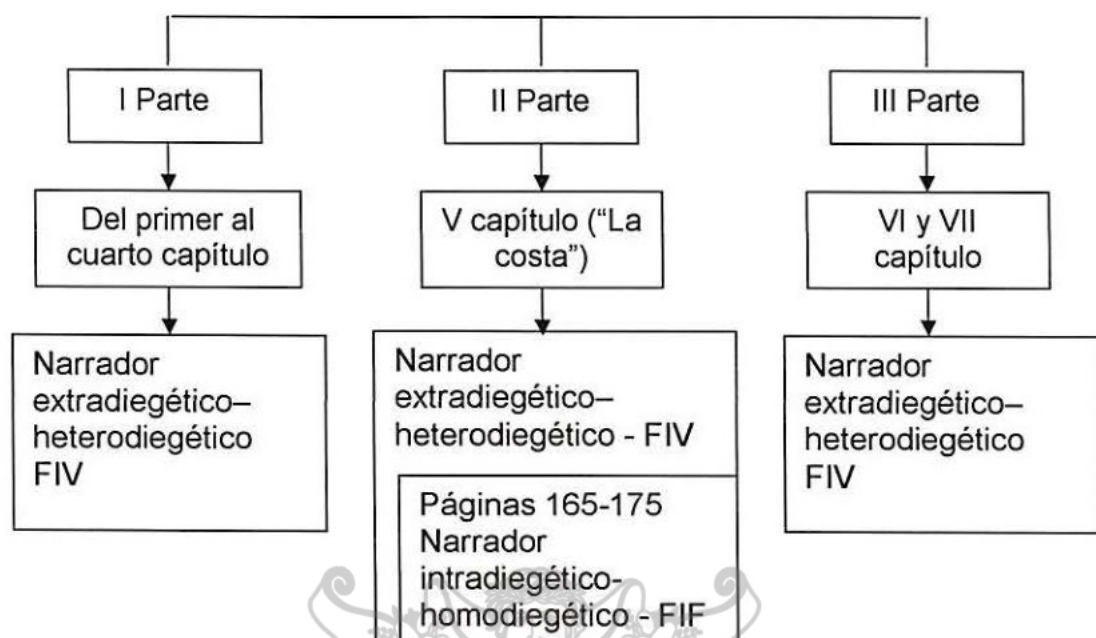 I Parte
II Parte
III Parte
Del primer al
cuarto capítulo
V capítulo (“La
costa”)
VI y VII
capítulo
Narrador
extradiegético–
heterodiegético
FIV
Narrador
extradiegético–
heterodiegético - FIV
Páginas 165-175
Narrador
intradiegético-
homodiegético - FIF
Narrador
extradiegético–
heterodiegético
FIV